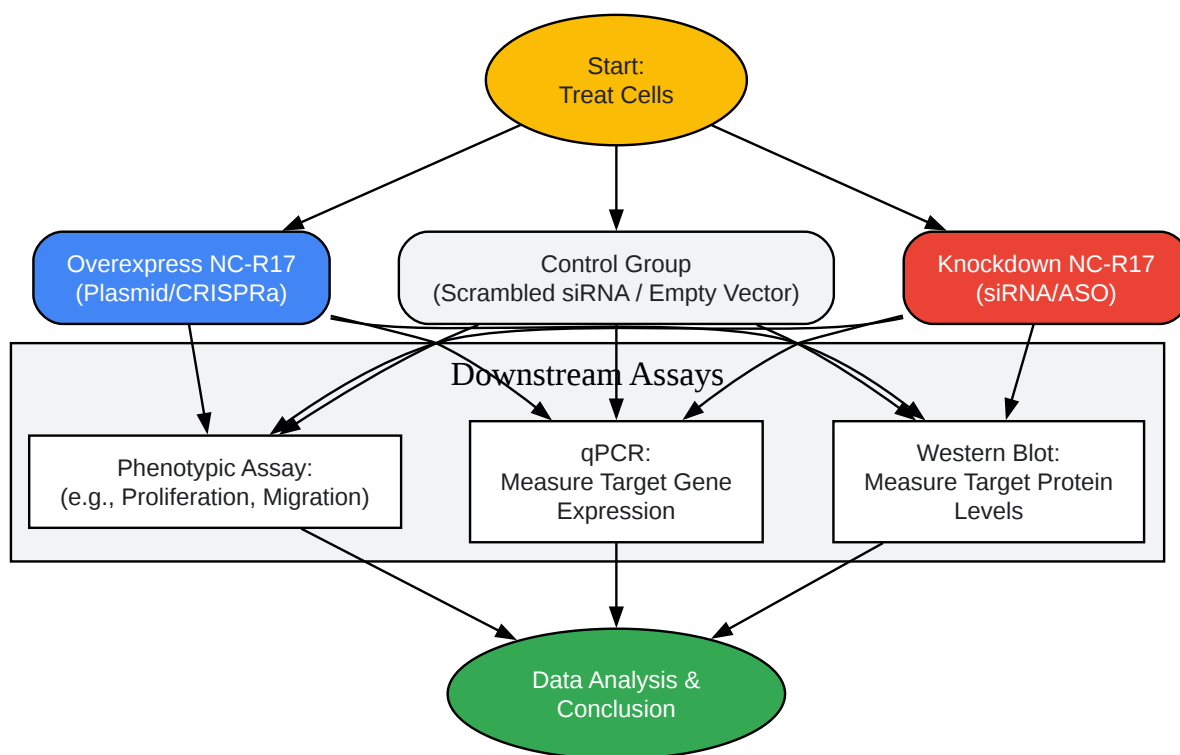 Start:
Treat Cells
Overexpress NC-R17
(Plasmid/CRISPRa)
Control Group
(Scrambled siRNA / Empty Vector)
Knockdown NC-R17
(siRNA/ASO)
Downstream Assays
Phenotypic Assay:
(e.g., Proliferation, Migration)
qPCR:
Measure Target Gene
Expression
Western Blot:
Measure Target Protein
Levels
Data Analysis &
Conclusion